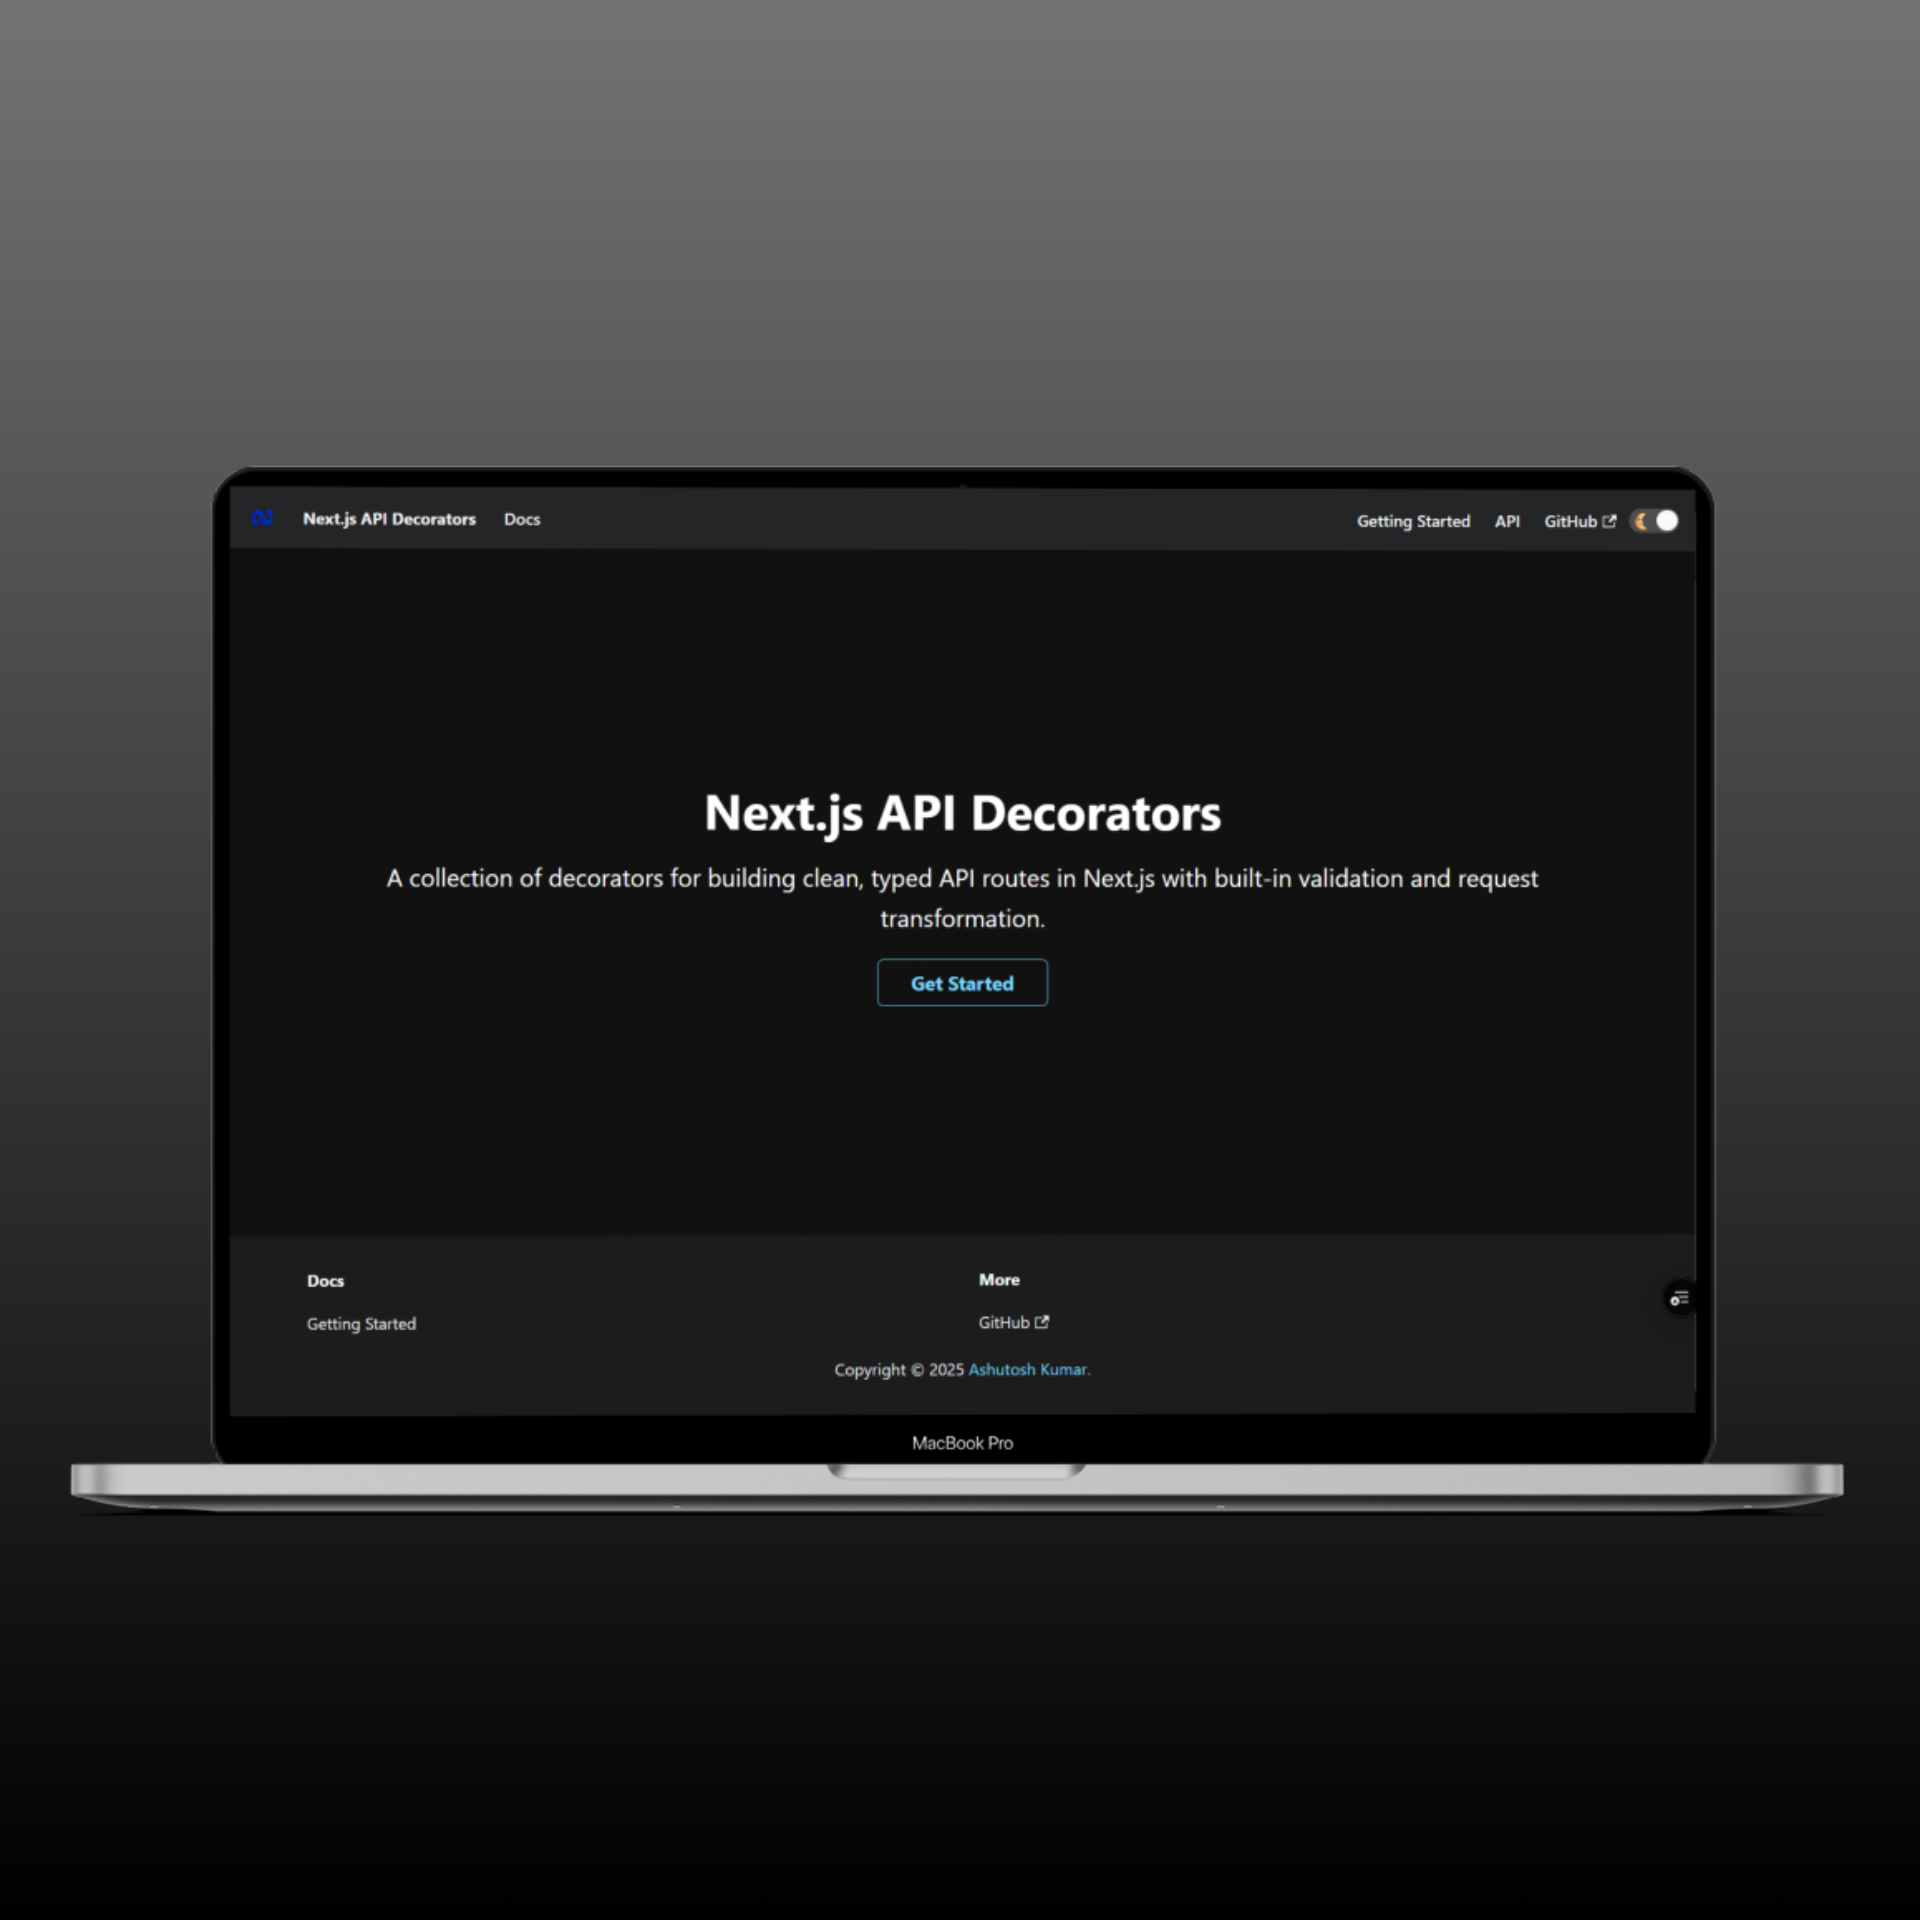 Next.js API Decorators Docs Getting Started API GitHub
Next.js API Decorators
A collection of decorators for building clean, typed API routes in Next.js with built-in validation and request
transformation.
Get Started
Docs
Getting Started
More
GitHub
Copyright © 2025 Ashutosh Kumar.
MacBook Pro